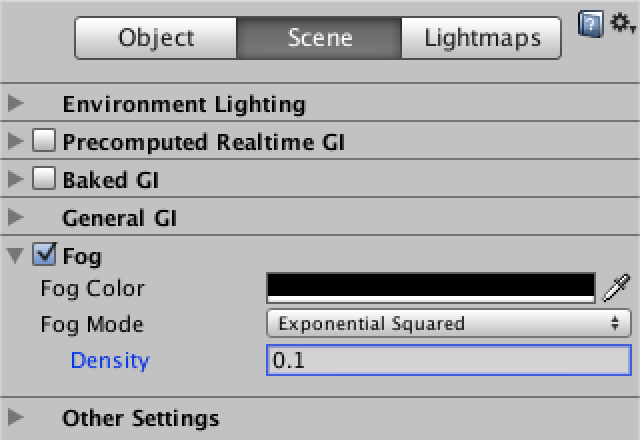 Object Scene Lightmaps ?
Environment Lighting
Precomputed Realtime GI
Baked GI
General GI
Fog
Fog Color
Fog Mode Exponential Squared
Density 0.1
Other Settings